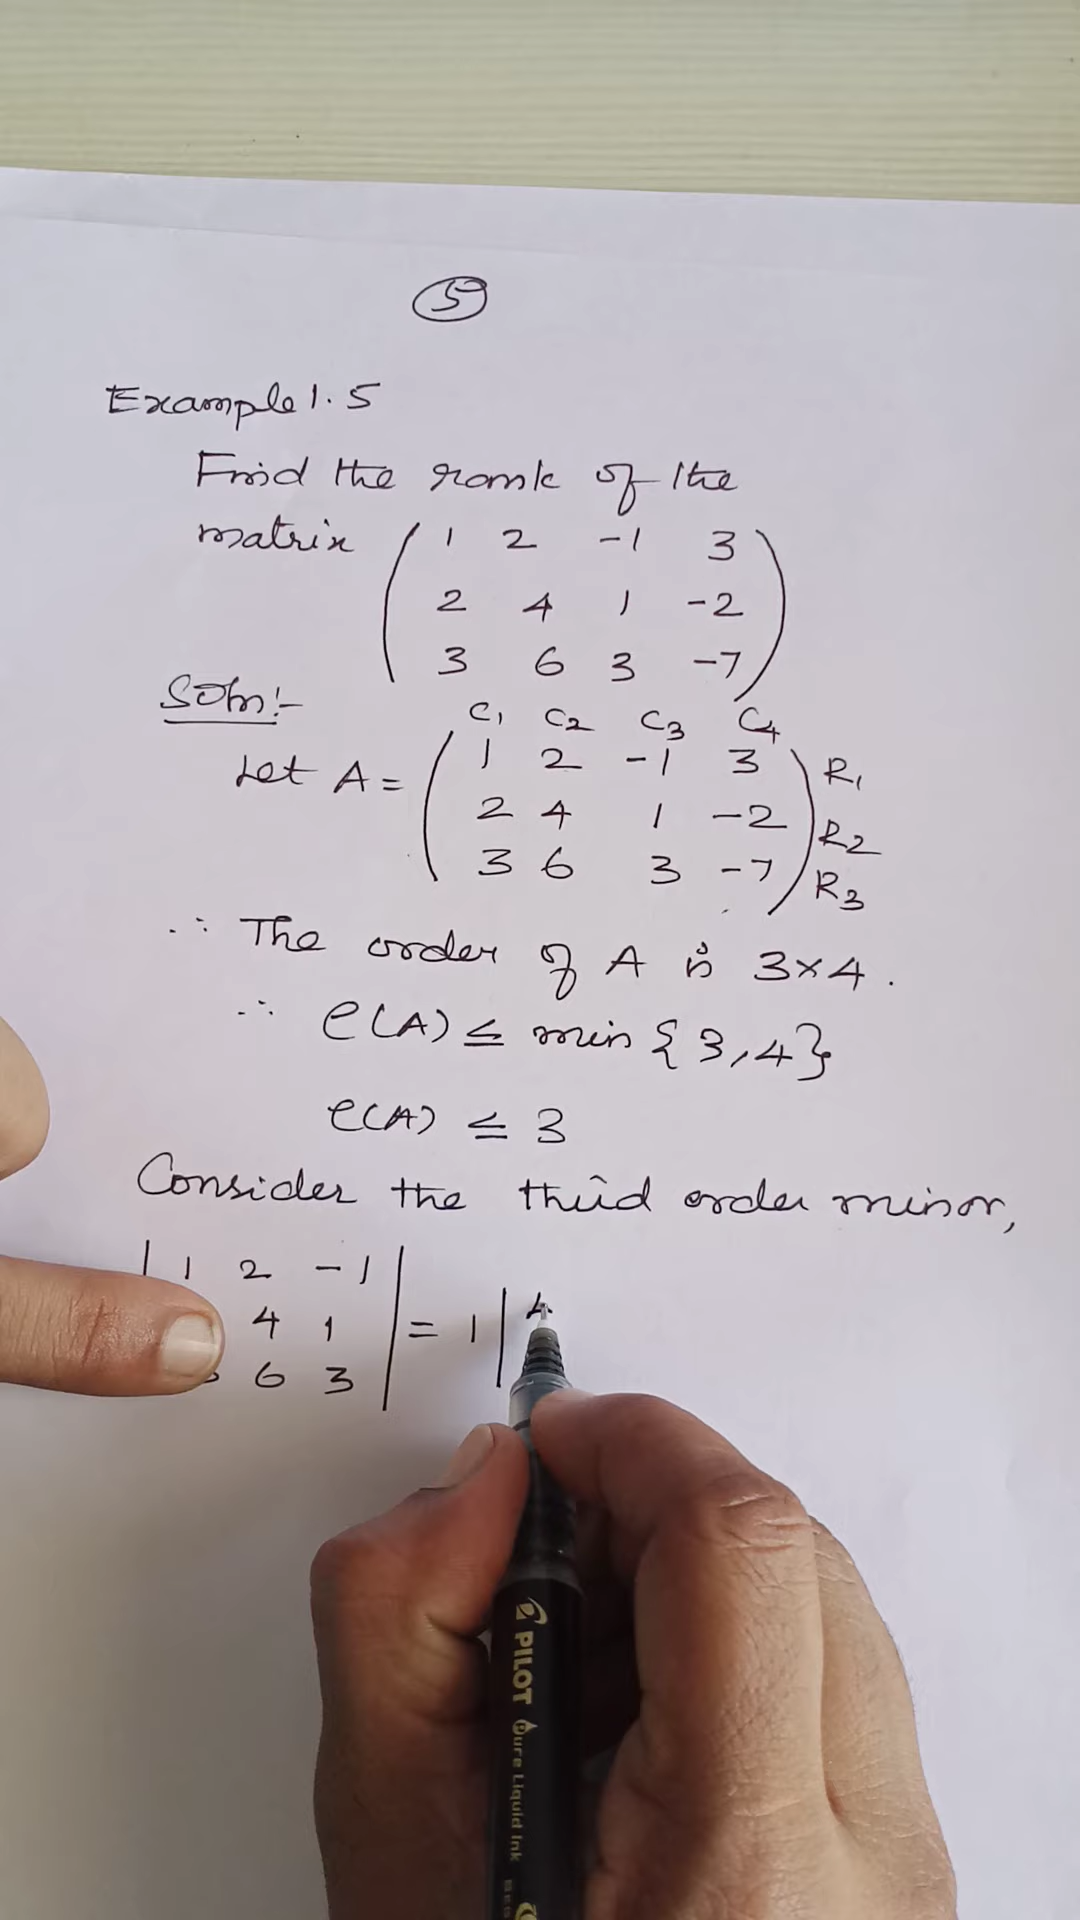 5
Example 1.5
Find the rank of the
matrix ( 1 2 -1 3
2 4 1 -2
3 6 3 -7 )
Soln:-
C1 C2 C3 C4
Let A = ( 1 2 -1 3 R1
2 4 1 -2 R2
3 6 3 -7 ) R3
∴ The order of A is 3×4.
∴ ρ(A) ≤ min {3,4}
ρ(A) ≤ 3
Consider the third order minor,
| 1 2 -1 |
4 1 = 1 | 4
6 3
PILOT Pure Liquid Ink